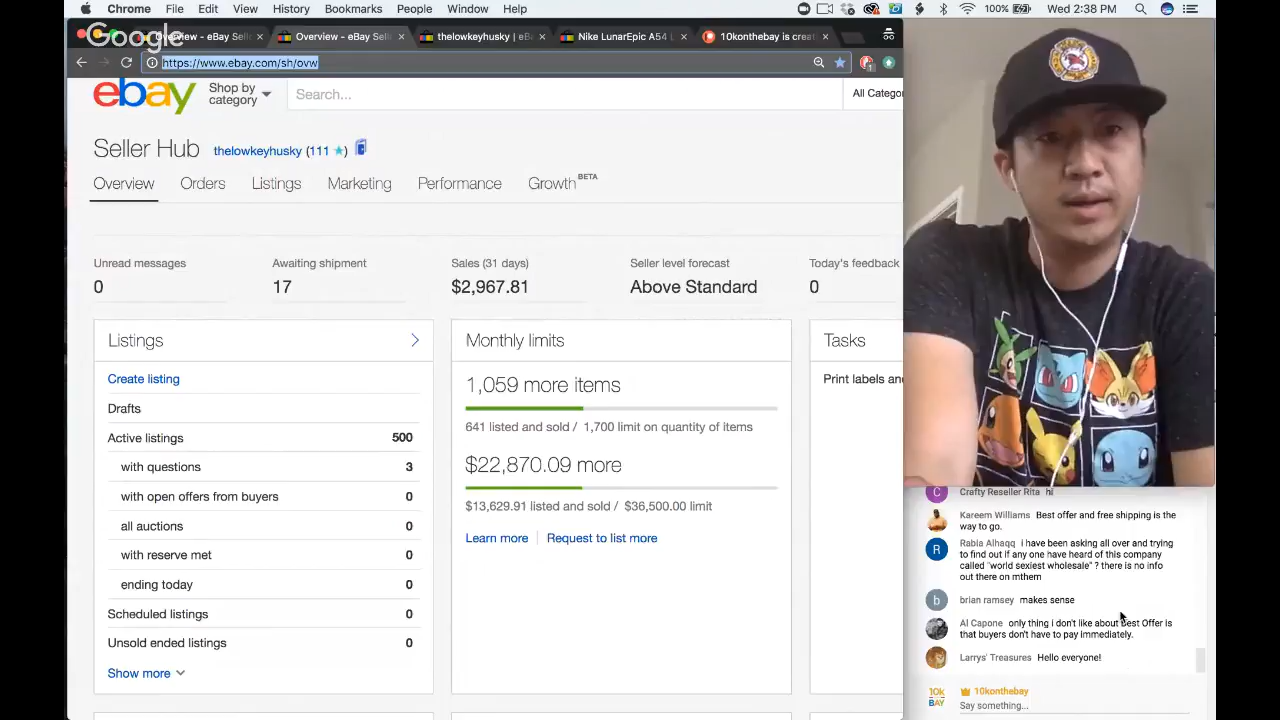 Chrome File Edit View History Bookmarks People Window Help 100% Wed 2:38 PM
Google
Overview - eBay Selle Overview - eBay Selle thelowkeyhusky | eB Nike LunarEpic A54 L 10konthebay is creati
https://www.ebay.com/sh/ovw
ebay Shop by category Search... All Catego
Seller Hub thelowkeyhusky (111)
Overview Orders Listings Marketing Performance Growth BETA
Unread messages Awaiting shipment Sales (31 days) Seller level forecast Today's feedback
0 17 $2,967.81 Above Standard 0
Listings
Create listing
Drafts
Active listings 500
with questions 3
with open offers from buyers 0
all auctions 0
with reserve met 0
ending today 0
Scheduled listings 0
Unsold ended listings 0
Show more
Monthly limits
1,059 more items
641 listed and sold / 1,700 limit on quantity of items
$22,870.09 more
$13,629.91 listed and sold / $36,500.00 limit
Learn more Request to list more
Tasks
Print labels and
C Crafty Reseller Rita hi
Kareem Williams Best offer and free shipping is the
way to go.
R Rabia Alhaqq i have been asking all over and trying
to find out if any one have heard of this company
called "world sexiest wholesale" ? there is no info
out there on mthem
b brian ramsey makes sense
Al Capone only thing i don't like about Best Offer is
that buyers don't have to pay immediately.
Larrys' Treasures Hello everyone!
10k BAY 10konthebay
Say something...